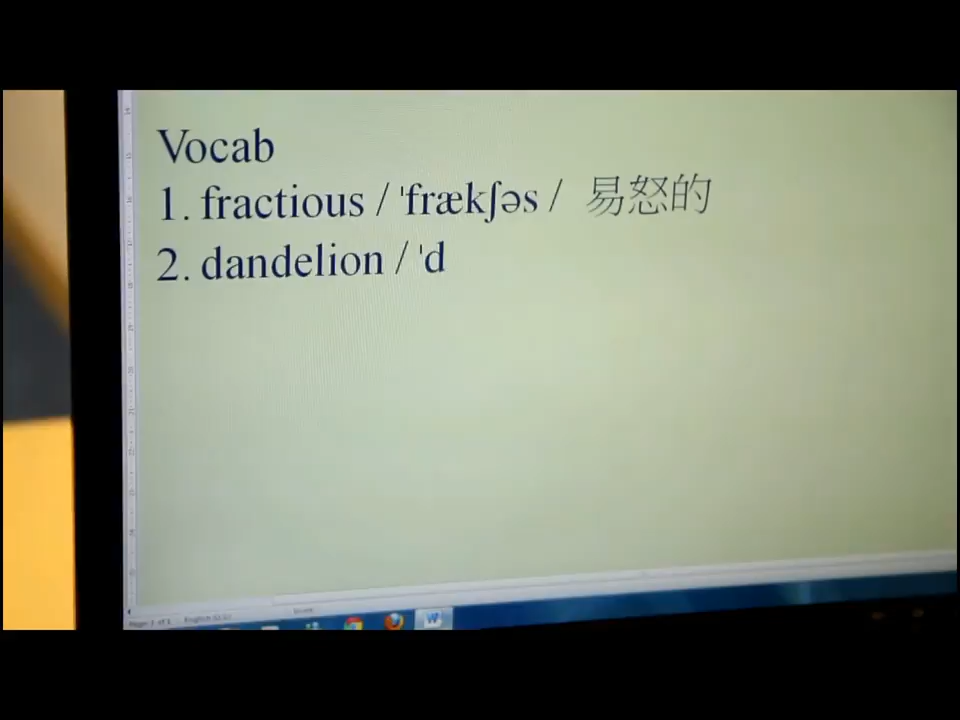 Vocab
1. fractious / ˈfrækʃəs / 易怒的
2. dandelion / ˈd